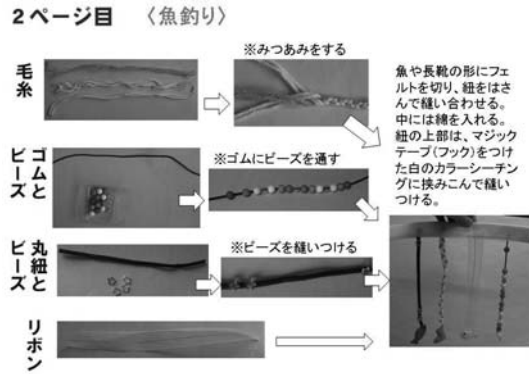 2ページ目 〈魚釣り〉
毛糸
※みつあみをする
ゴムとビーズ
※ゴムにビーズを通す
丸紐とビーズ
※ビーズを縫いつける
リボン
魚や長靴の形にフェ
ルトを切り、紐をはさ
んで縫い合わせる。
中には綿を入れる。
紐の上部は、マジック
テープ(フック)をつけ
た白のカラーシーチン
グに挟みこんで縫い
つける。